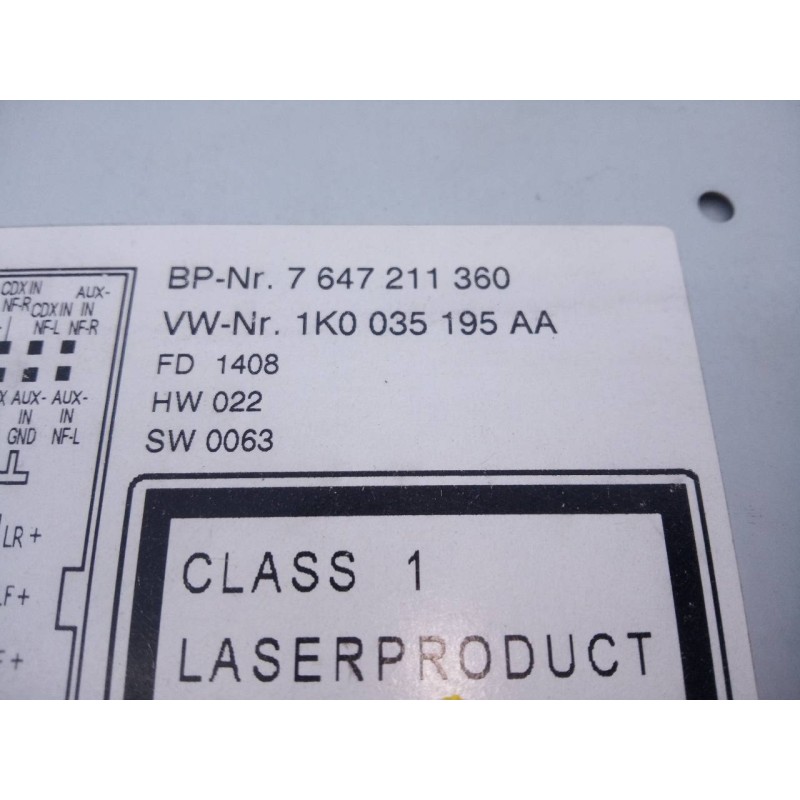 BP-Nr. 7 647 211 360
VW-Nr. 1K0 035 195 AA
FD 1408
HW 022
SW 0063
CDX IN NF-R
CDX IN NF-L
AUX-IN NF-R
AUX-IN GND
AUX-IN NF-L
LR +
F +
CLASS 1
LASERPRODUCT